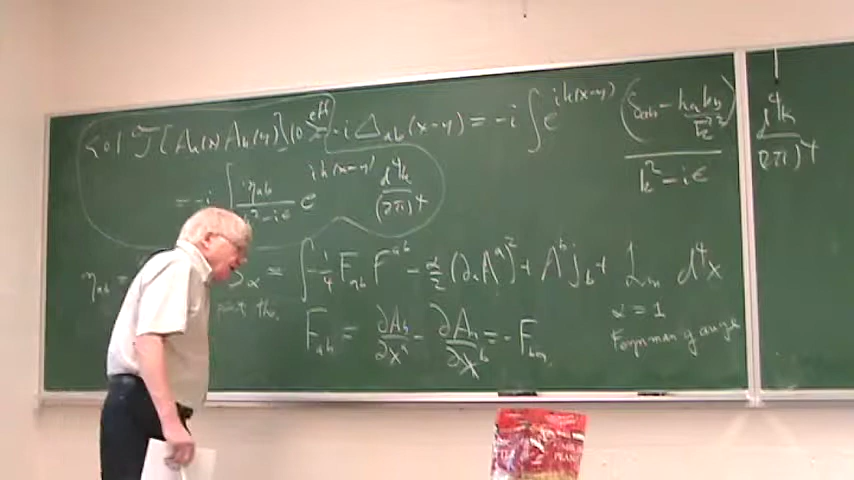 <0| T[A_a(x) A_b(y)] |0> eff = -i Δ_ab(x-y) = -i ∫ e^{ik(x-y)} (δ_ab - k_a k_b / k⃗²) / (k² - iε) d⁴k / (2π)⁴
= -i ∫ η_ab / (k² - iε) e^{ik(x-y)} d⁴k / (2π)⁴
η_ab = α = ∫ -1/4 F_ab F^ab - α/2 (∂_a A^a)² + A^b j_b + L_m d⁴x
α = 1
F_ab = ∂A_b/∂x^a - ∂A_a/∂x^b = -F_ba
Feynman gauge